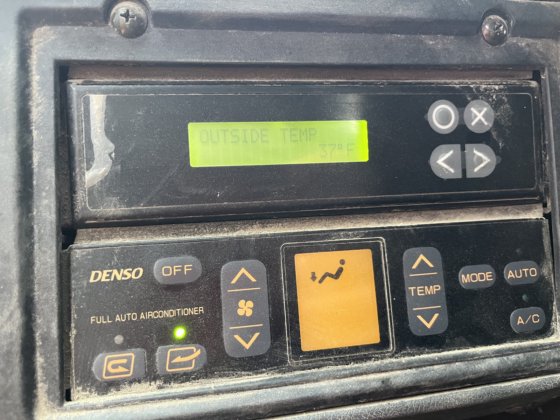 OUTSIDE TEMP
37°F
DENSO
OFF
FULL AUTO AIRCONDITIONER
TEMP
MODE
AUTO
A/C